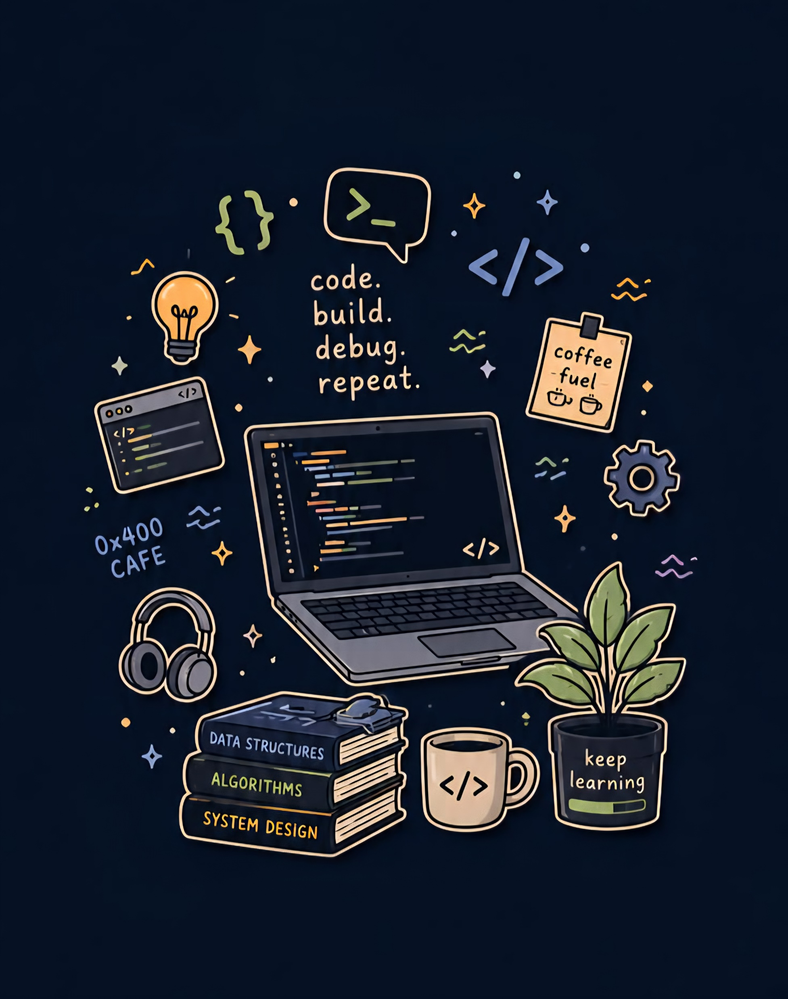 { }
>_
</>
code.
build.
debug.
repeat.
coffee
fuel
</>
</>
</>
0x400
CAFE
DATA STRUCTURES
ALGORITHMS
SYSTEM DESIGN
</>
keep
learning